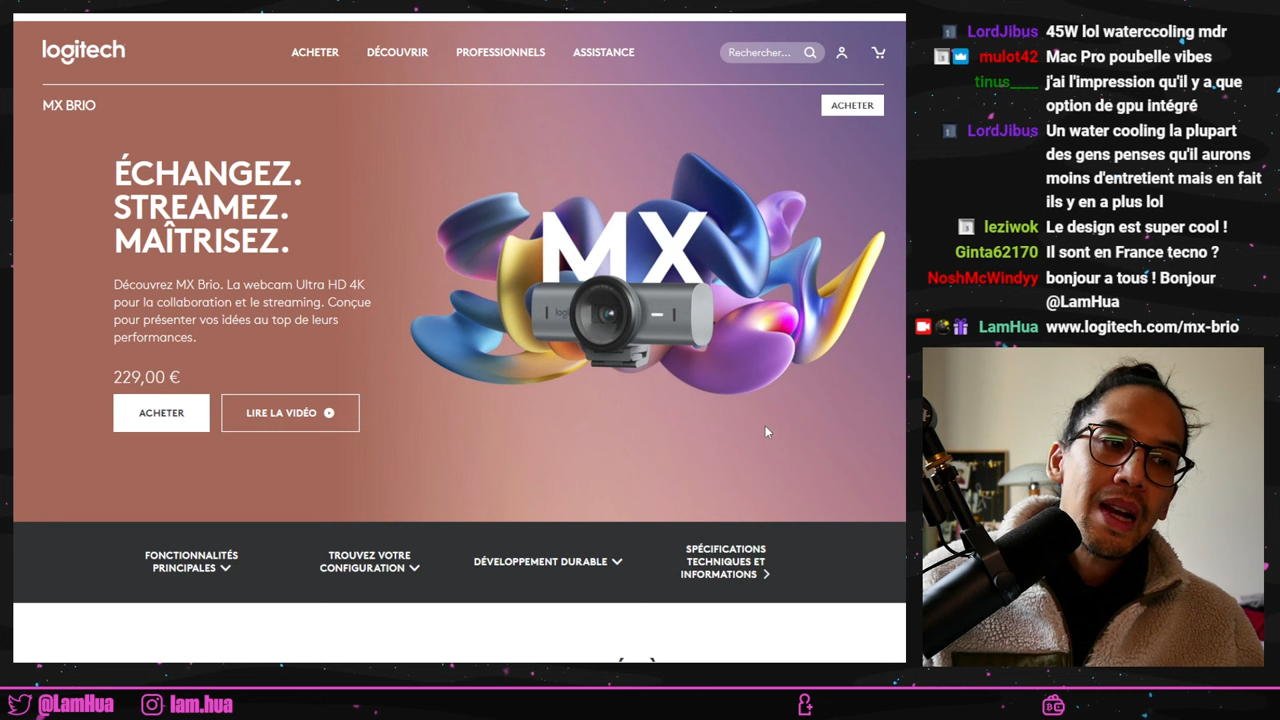 logitech
ACHETER DÉCOUVRIR PROFESSIONNELS ASSISTANCE
Rechercher...
MX BRIO
ACHETER
ÉCHANGEZ.
STREAMEZ.
MAÎTRISEZ.
Découvrez MX Brio. La webcam Ultra HD 4K
pour la collaboration et le streaming. Conçue
pour présenter vos idées au top de leurs
performances.
229,00 €
ACHETER
LIRE LA VIDÉO
MX
FONCTIONNALITÉS
PRINCIPALES
TROUVEZ VOTRE
CONFIGURATION
DÉVELOPPEMENT DURABLE
SPÉCIFICATIONS
TECHNIQUES ET
INFORMATIONS
LordJibus 45W lol waterccoling mdr
mulot42 Mac Pro poubelle vibes
tinus____ j'ai l'impression qu'il y a que
option de gpu intégré
LordJibus Un water cooling la plupart
des gens penses qu'il aurons
moins d'entretient mais en fait
ils y en a plus lol
leziwok Le design est super cool !
Ginta62170 Il sont en France tecno ?
NoshMcWindyy bonjour a tous ! Bonjour
@LamHua
LamHua www.logitech.com/mx-brio
@LamHua
lam.hua